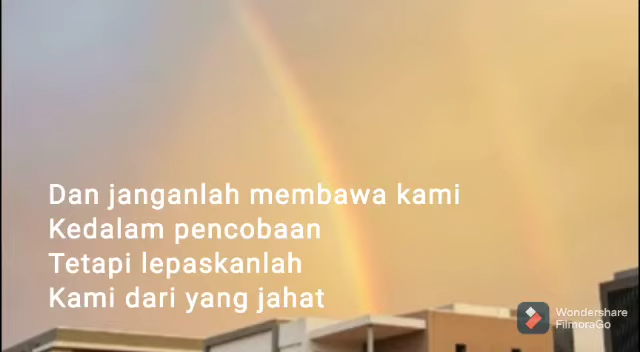 Dan janganlah membawa kami
Kedalam pencobaan
Tetapi lepaskanlah
Kami dari yang jahat
Wondershare
FilmoraGo